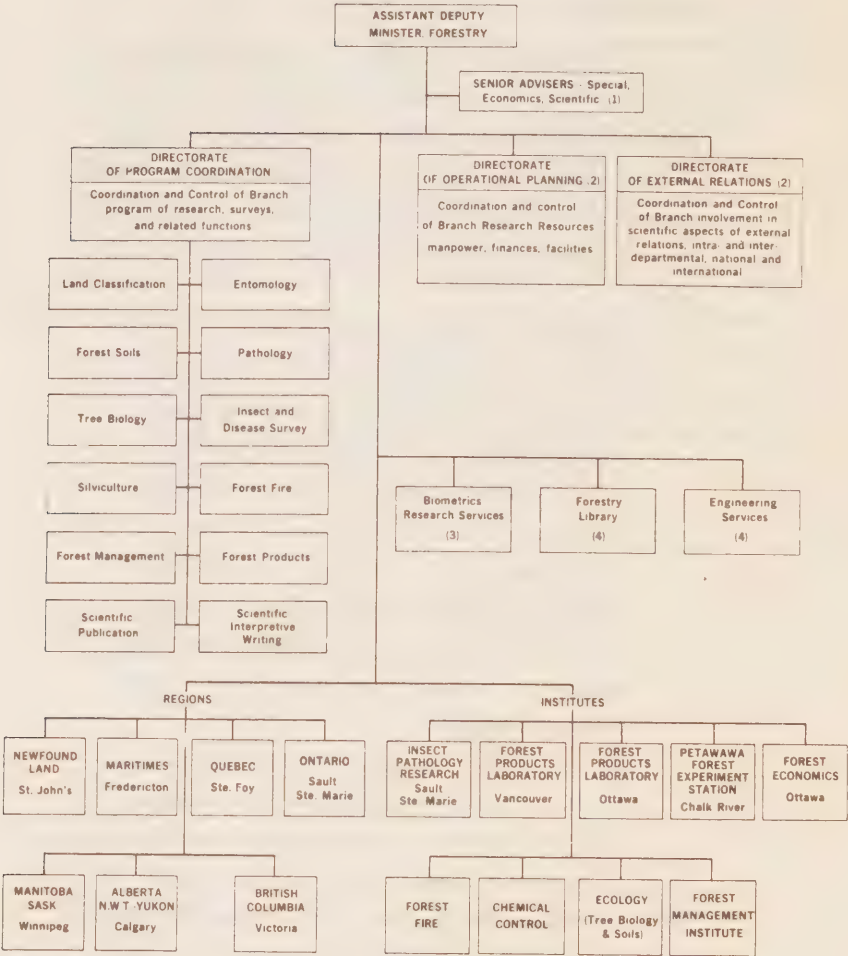 ASSISTANT DEPUTY
MINISTER. FORESTRY
SENIOR ADVISERS - Special,
Economics, Scientific (1)
DIRECTORATE
OF PROGRAM COORDINATION
Coordination and Control of Branch
program of research, surveys,
and related functions
DIRECTORATE
OF OPERATIONAL PLANNING (2)
Coordination and control
of Branch Research Resources
manpower, finances, facilities
DIRECTORATE
OF EXTERNAL RELATIONS (2)
Coordination and Control
of Branch involvement in
scientific aspects of external
relations, intra- and inter-
departmental, national and
international
Land Classification
Entomology
Forest Soils
Pathology
Tree Biology
Insect and
Disease Survey
Silviculture
Forest Fire
Forest Management
Forest Products
Scientific
Publication
Scientific
Interpretive
Writing
Biometrics
Research Services
(3)
Forestry
Library
(4)
Engineering
Services
(4)
REGIONS
NEWFOUND
LAND
St. John's
MARITIMES
Fredericton
QUEBEC
Ste. Foy
ONTARIO
Sault
Ste. Marie
MANITOBA
SASK
Winnipeg
ALBERTA
N.W.T -YUKON
Calgary
BRITISH
COLUMBIA
Victoria
INSTITUTES
INSECT
PATHOLOGY
RESEARCH
Sault
Ste. Marie
FOREST
PRODUCTS
LABORATORY
Vancouver
FOREST
PRODUCTS
LABORATORY
Ottawa
PETAWAWA
FOREST
EXPERIMENT
STATION
Chalk River
FOREST
ECONOMICS
Ottawa
FOREST
FIRE
CHEMICAL
CONTROL
ECOLOGY
(Tree Biology
& Soils)
FOREST
MANAGEMENT
INSTITUTE